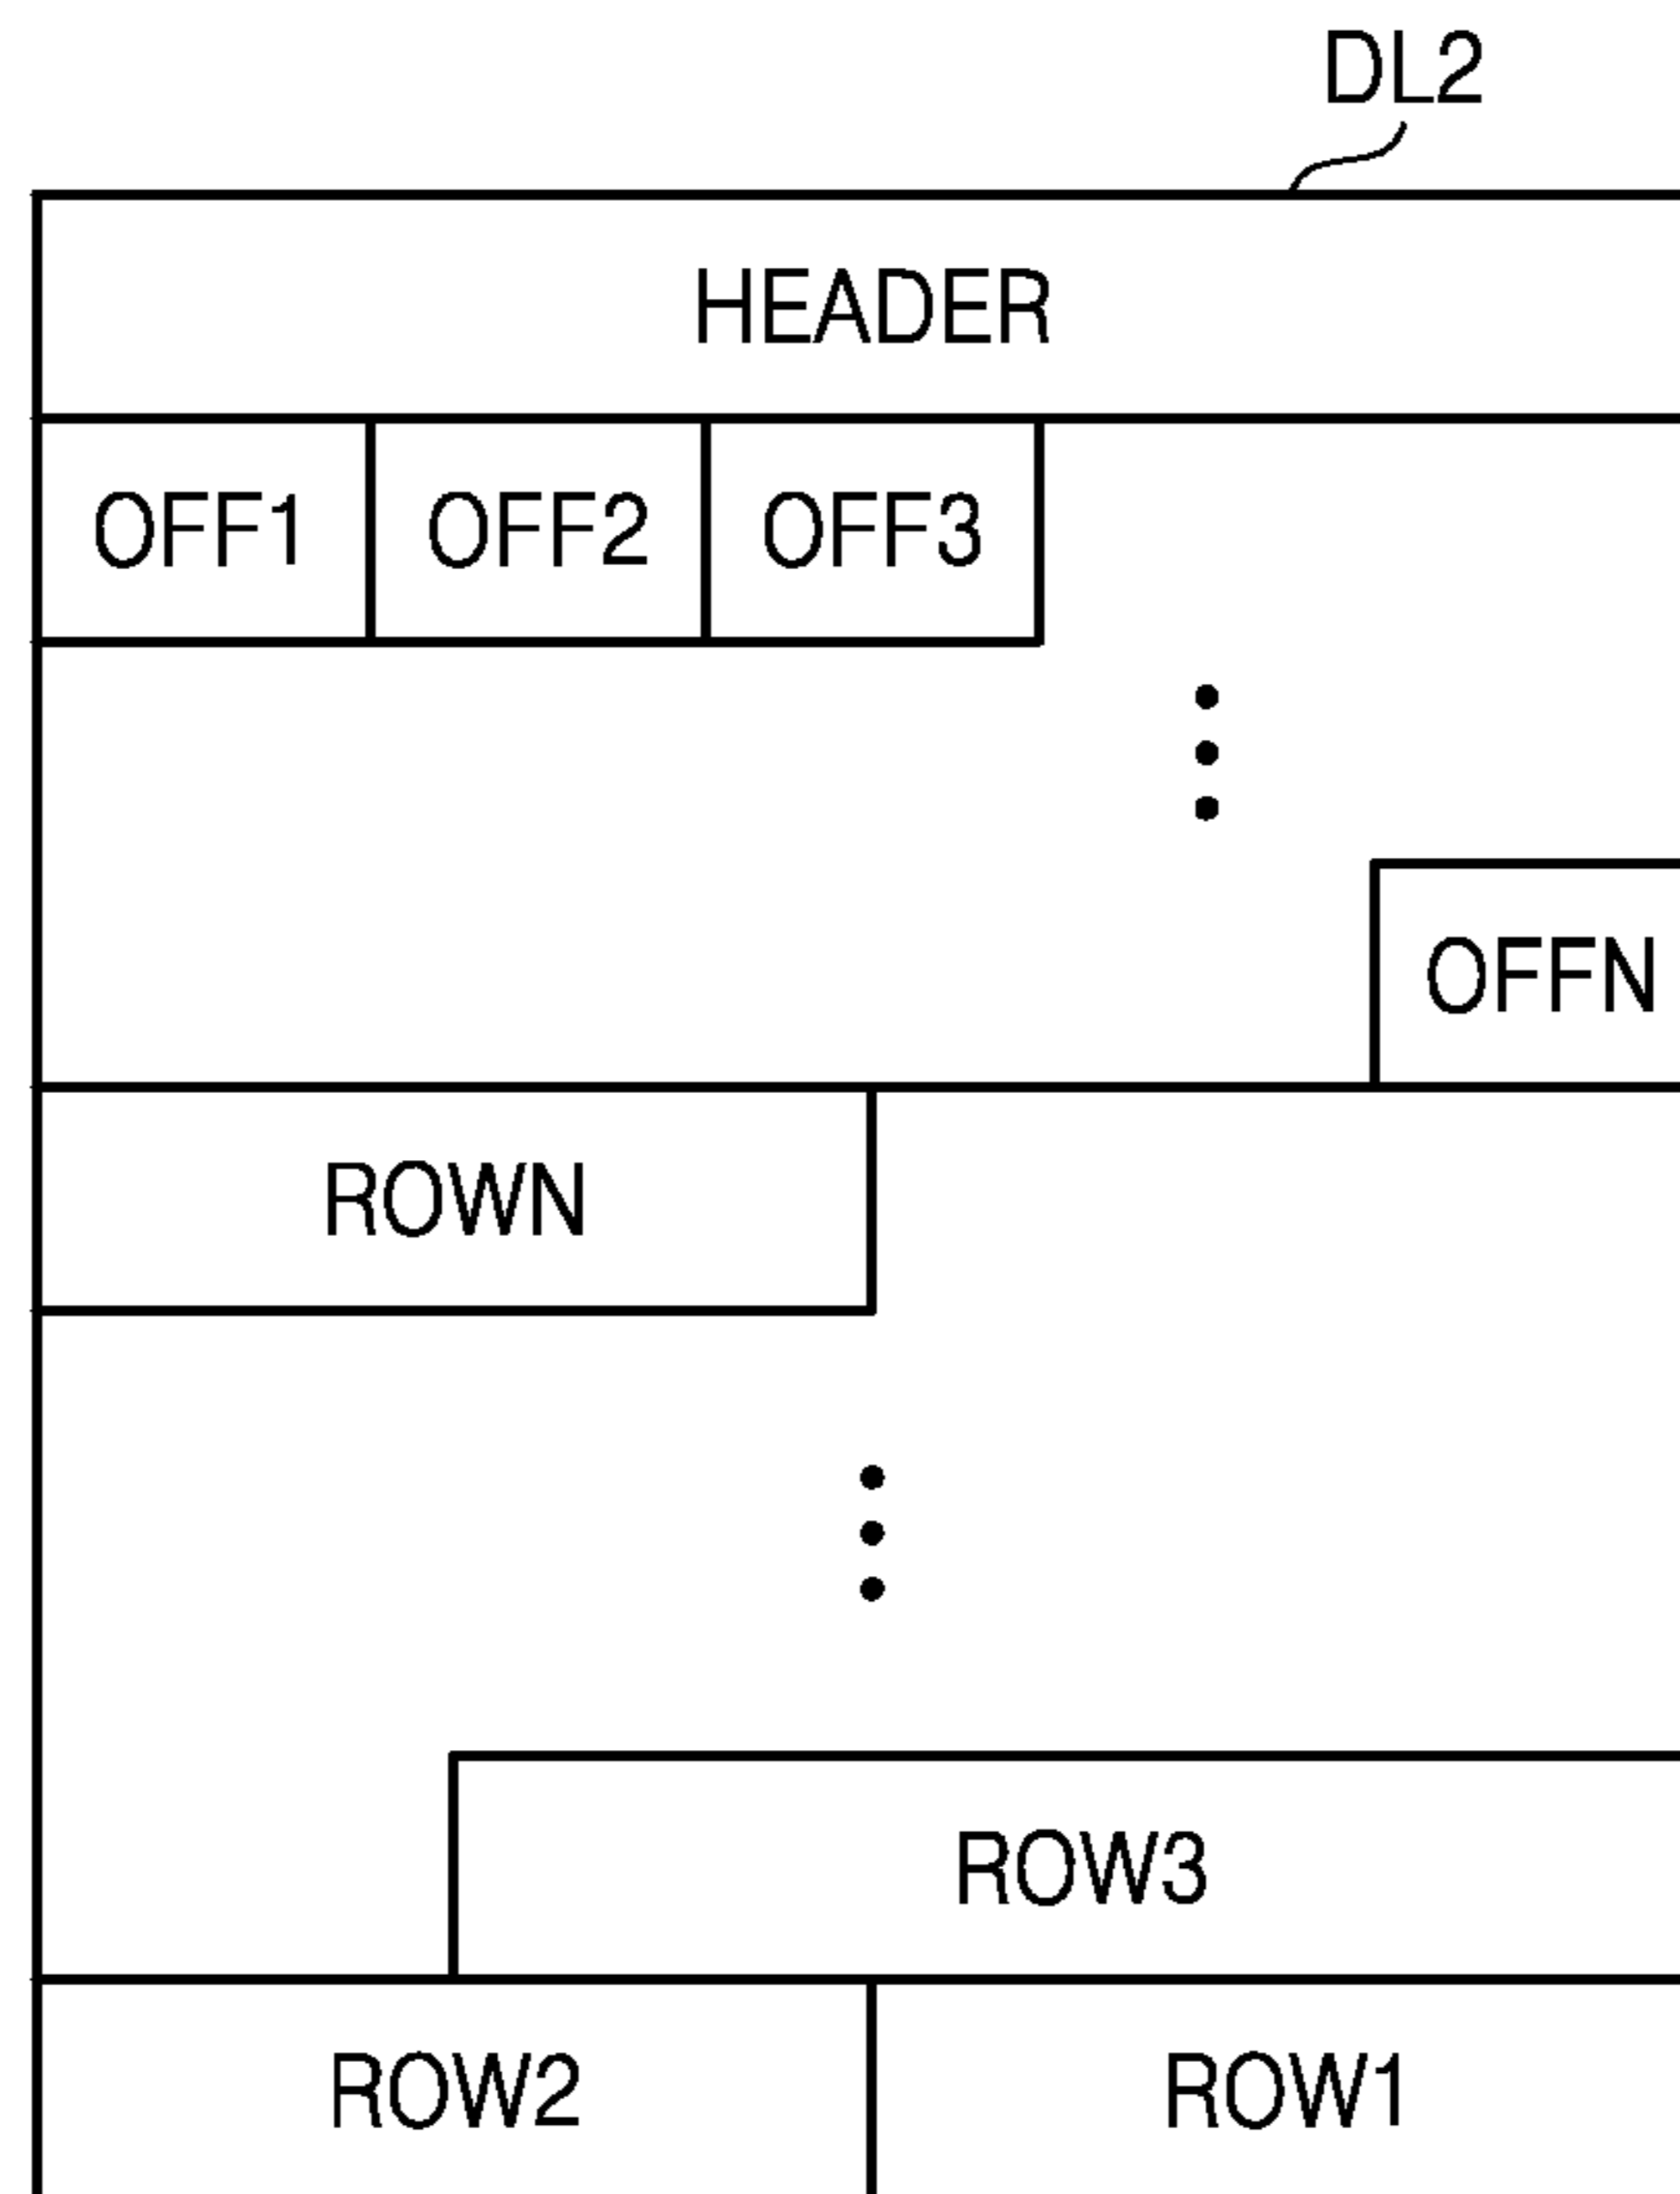 DL2
HEADER
OFF1 OFF2 OFF3
OFFN
ROWN
ROW3
ROW2 ROW1